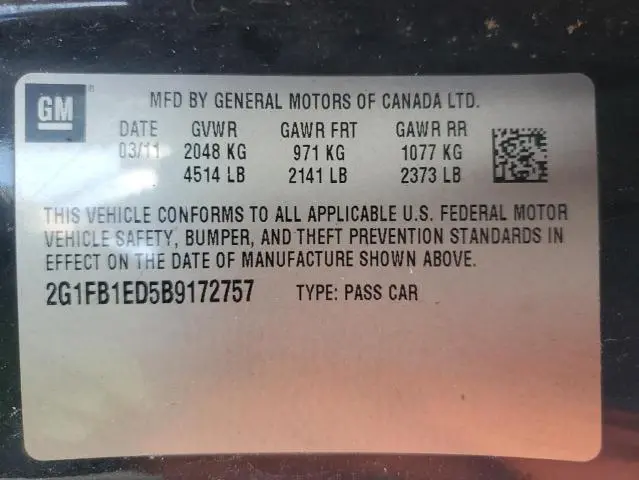 GM® MFD BY GENERAL MOTORS OF CANADA LTD.
DATE GVWR GAWR FRT GAWR RR
03/11 2048 KG 971 KG 1077 KG
4514 LB 2141 LB 2373 LB
THIS VEHICLE CONFORMS TO ALL APPLICABLE U.S. FEDERAL MOTOR
VEHICLE SAFETY, BUMPER, AND THEFT PREVENTION STANDARDS IN
EFFECT ON THE DATE OF MANUFACTURE SHOWN ABOVE.
2G1FB1ED5B9172757 TYPE: PASS CAR